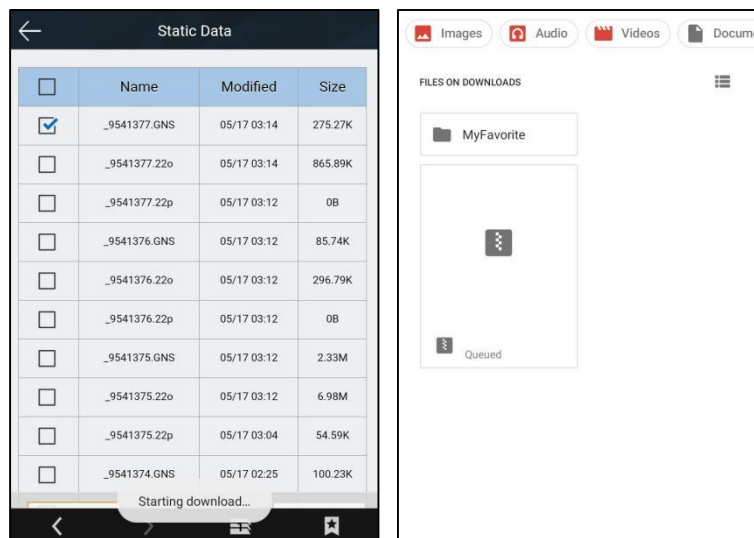 Static Data
Name Modified Size
_9541377.GNS 05/17 03:14 275.27K
_9541377.22o 05/17 03:14 865.89K
_9541377.22p 05/17 03:12 0B
_9541376.GNS 05/17 03:12 85.74K
_9541376.22o 05/17 03:12 296.79K
_9541376.22p 05/17 03:12 0B
_9541375.GNS 05/17 03:12 2.33M
_9541375.22o 05/17 03:12 6.98M
_9541375.22p 05/17 03:04 54.59K
_9541374.GNS 05/17 02:25 100.23K
Starting download...
Images Audio Videos Docume
FILES ON DOWNLOADS
MyFavorite
Queued